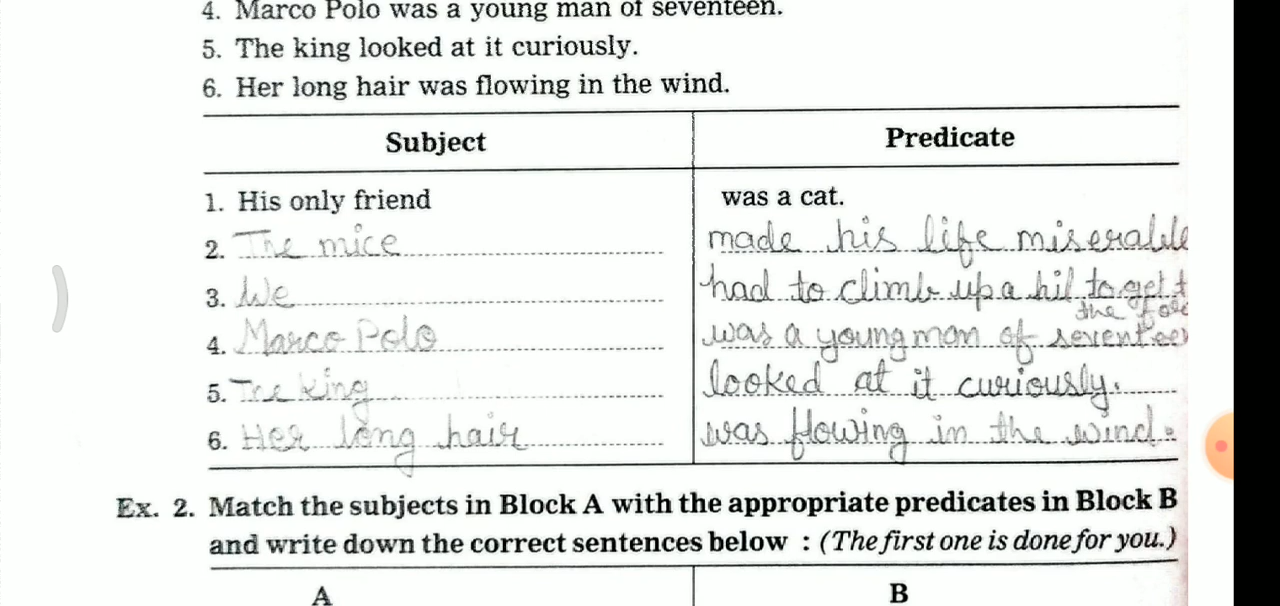 4. Marco Polo was a young man of seventeen.
5. The king looked at it curiously.
6. Her long hair was flowing in the wind.
Subject Predicate
1. His only friend was a cat.
2. The mice made his life miserable
3. We had to climb up a hil to get
the
4. Marco Polo was a young man of seventeen
5. The king looked at it curiously.
6. Her long hair was flowing in the wind.
Ex. 2. Match the subjects in Block A with the appropriate predicates in Block B
and write down the correct sentences below : (The first one is done for you.)
A B